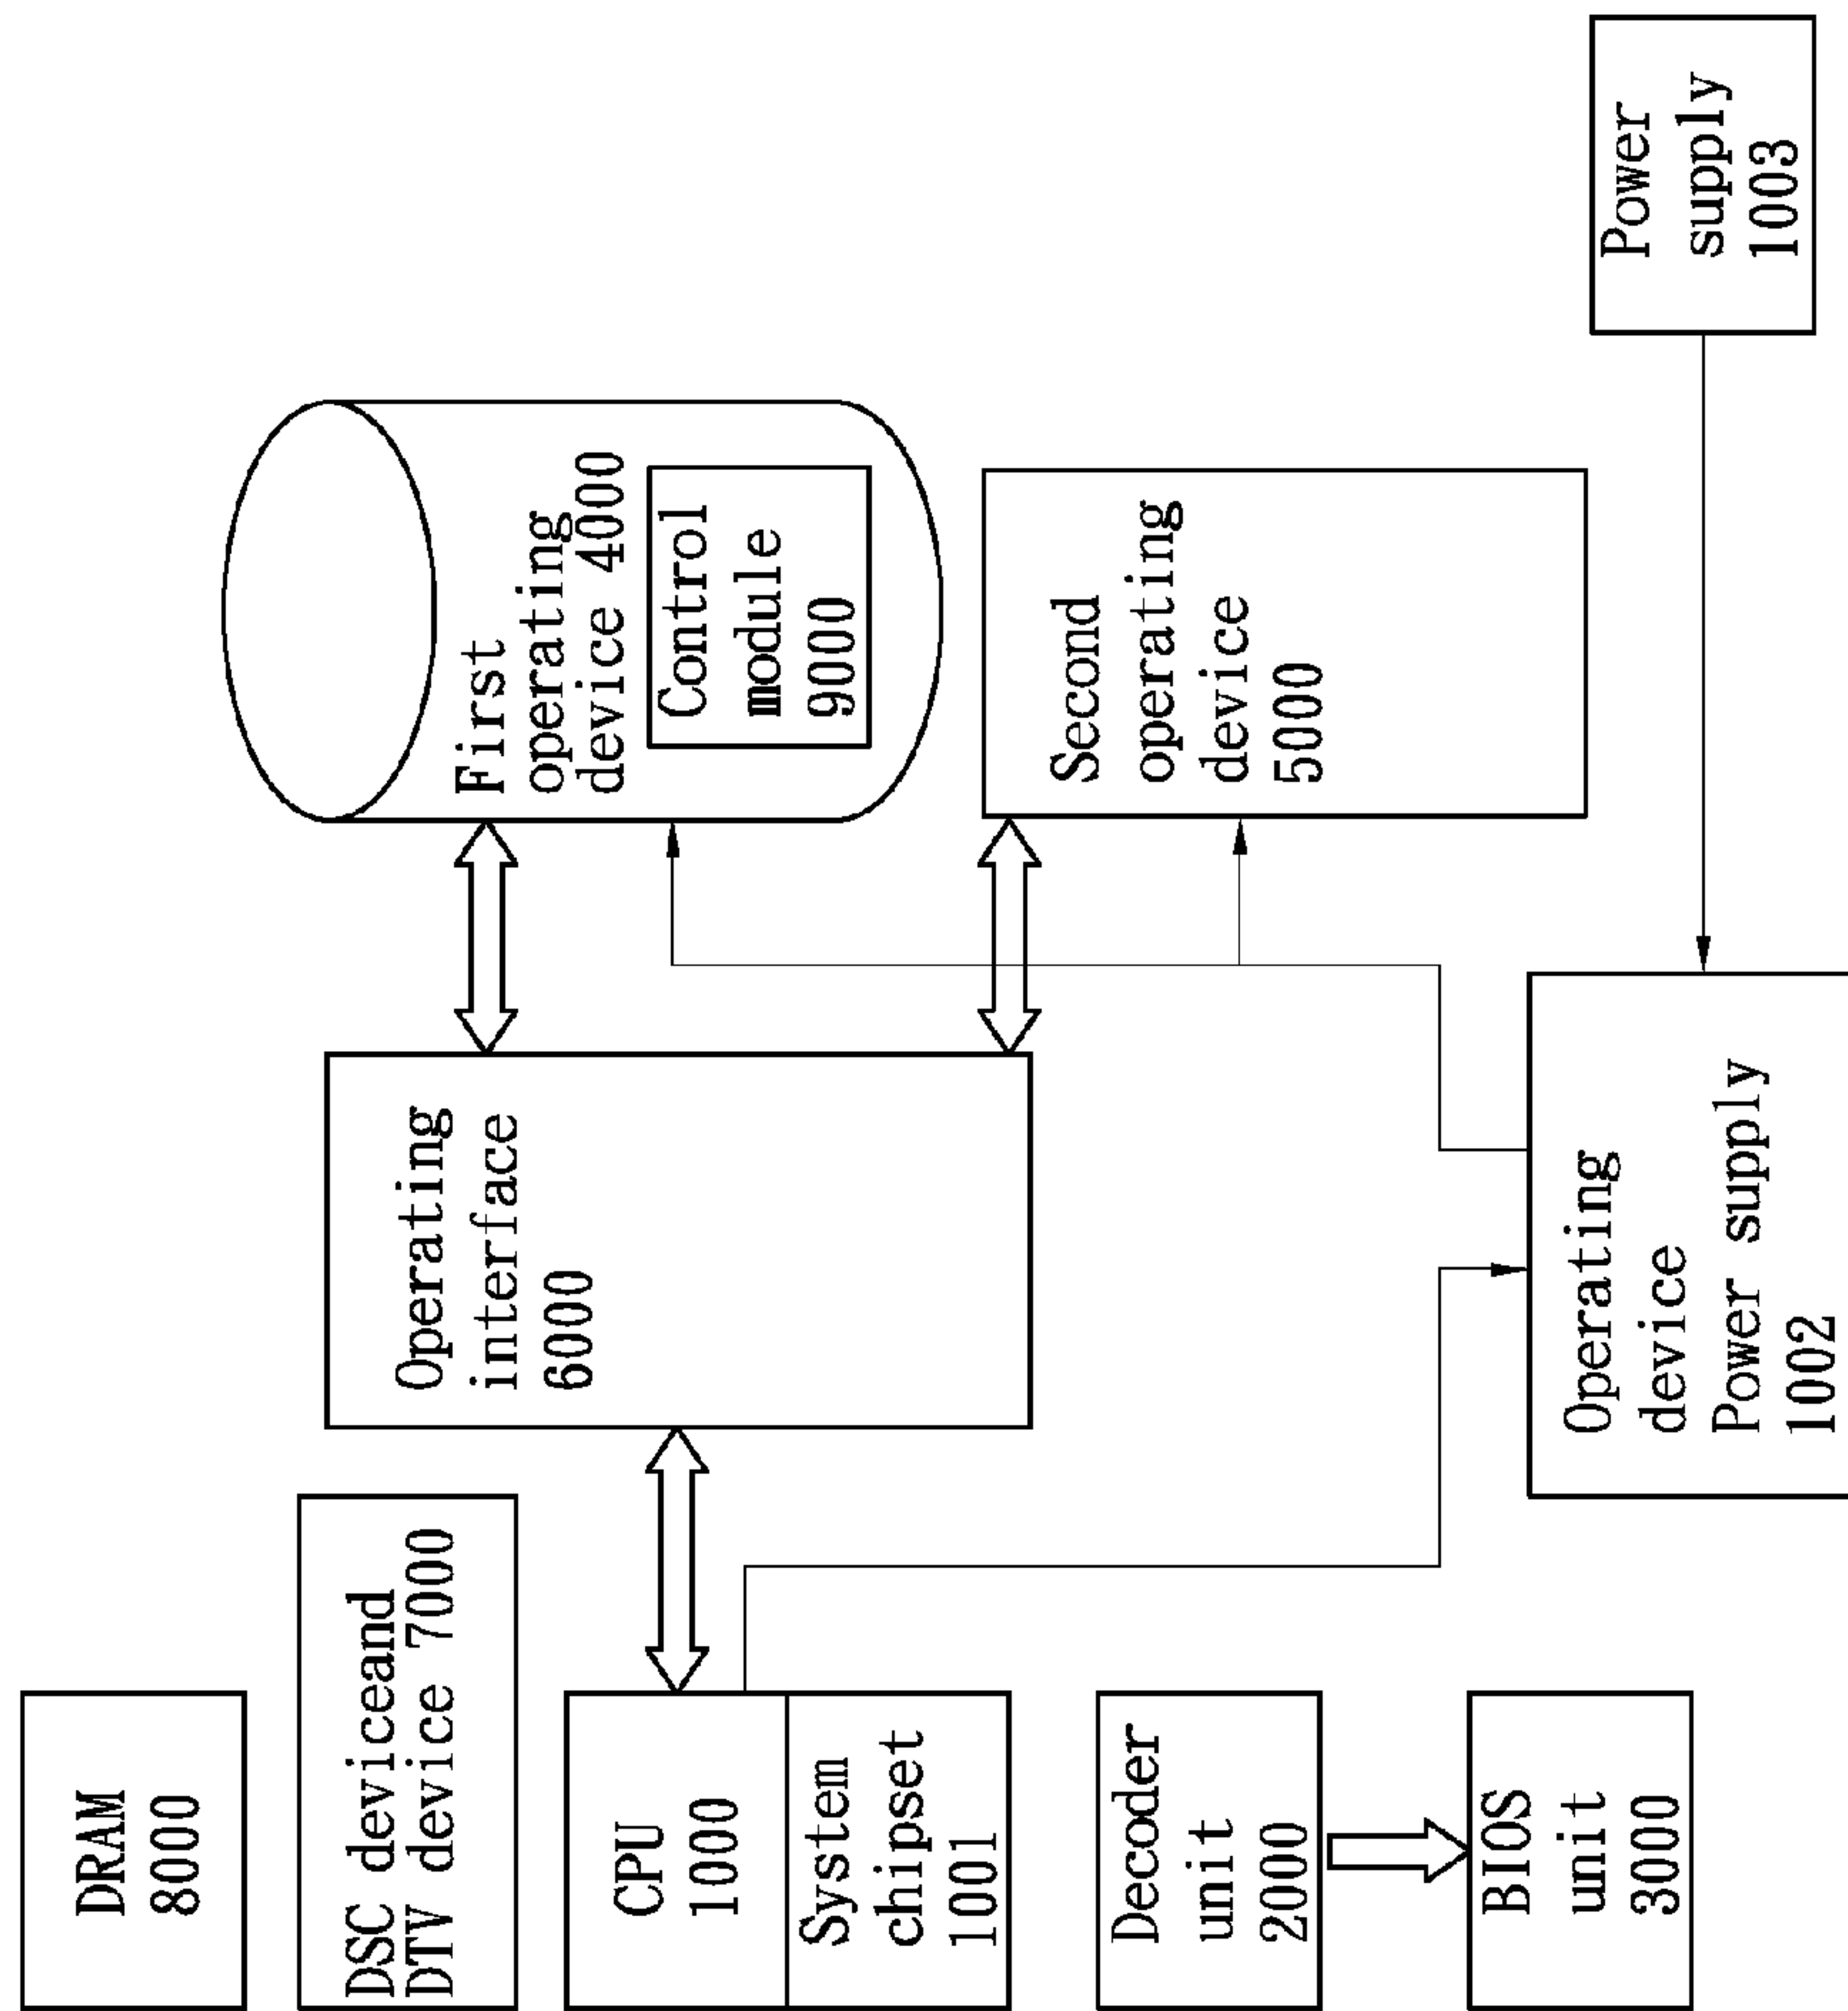 DRAM
8000
DSC deviceand
DTV device 7000
CPU
1000
System
chipset
1001
Decoder
unit
2000
BIOS
unit
3000
Operating
interface
6000
Operating
device
Power supply
1002
First
operating
device 4000
Control
module
9000
Second
operating
device
5000
Power
supply
1003